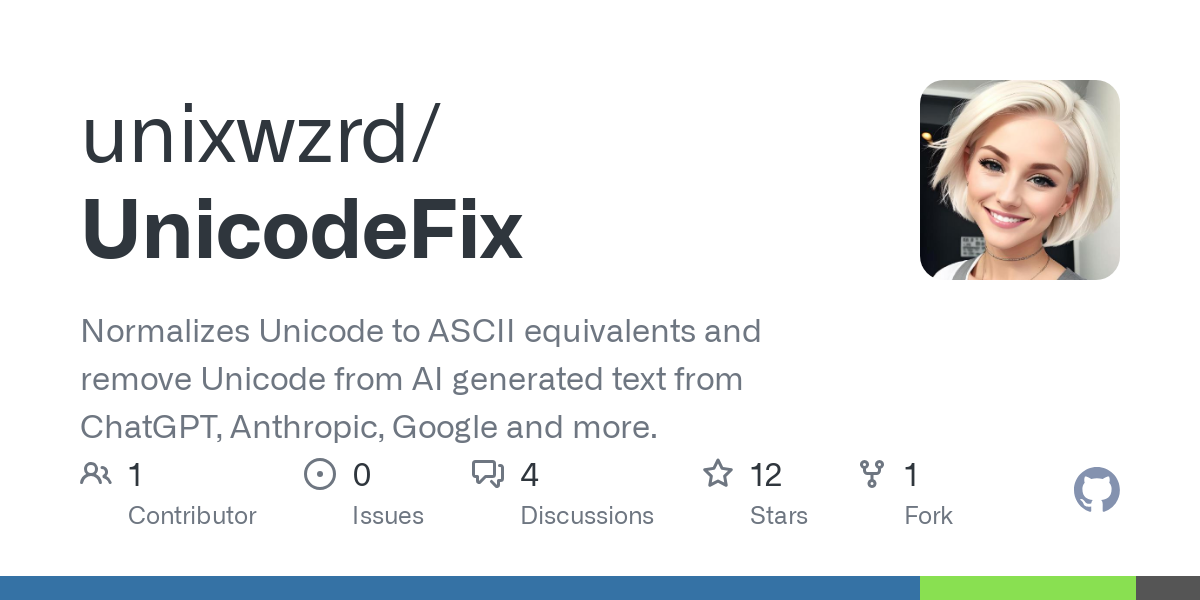 unixwzrd/
UnicodeFix
Normalizes Unicode to ASCII equivalents and
remove Unicode from AI generated text from
ChatGPT, Anthropic, Google and more.
1 0 4 12 1
Contributor Issues Discussions Stars Fork